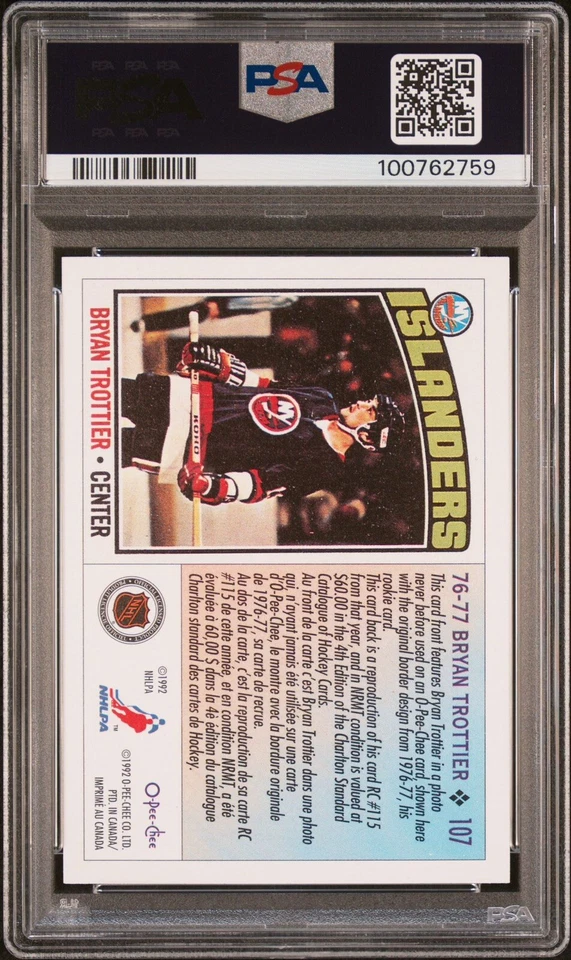 PSA
100762759
ISLANDERS
NY
KOHO
BRYAN TROTTIER • CENTER
76-77 BRYAN TROTTIER ❖ 107
This card front features Bryan Trottier in a photo
never before used on an O-Pee-Chee card, shown here
with the original border design from 1976-77, his
rookie card.
This card back is a reproduction of his card RC #115
from that year, and in NRMT condition is valued at
$60.00 in the 4th Edition of the Charlton Standard
Catalogue of Hockey Cards.
Au front de la carte c'est Bryan Trottier dans une photo
qui, n'ayant jamais été utilisée sur une carte
d'O-Pee-Chee, le montre avec la bordure originale
de 1976-77, sa carte de recrue.
Au dos de la carte, c'est la reproduction de sa carte RC
#115 de cette année, et en condition NRMT, a été
évaluée à 60,00 $ dans la 4è édition du catalogue
Charlton standard des cartes de Hockey.
NHL
©1992
NHLPA
NHLPA
TM
O-Pee-Chee
©1992 O-PEE-CHEE CO. LTD.
PTD. IN CANADA/
IMPRIMÉ AU CANADA
PSA